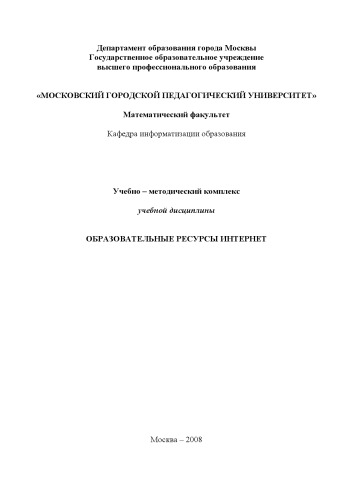 Департамент образования города Москвы
Государственное образовательное учреждение
высшего профессионального образования
«МОСКОВСКИЙ ГОРОДСКОЙ ПЕДАГОГИЧЕСКИЙ УНИВЕРСИТЕТ»
Математический факультет
Кафедра информатизации образования
Учебно – методический комплекс
учебной дисциплины
ОБРАЗОВАТЕЛЬНЫЕ РЕСУРСЫ ИНТЕРНЕТ
Москва – 2008